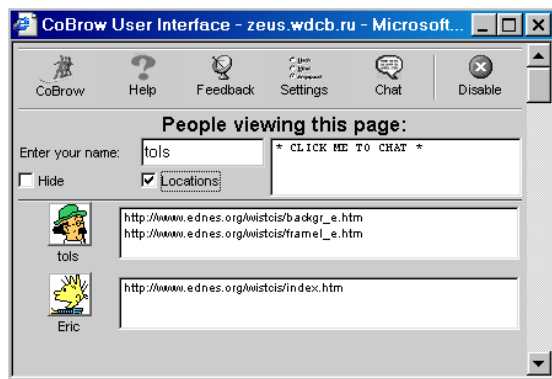 CoBrow User Interface - zeus.wdcb.ru - Microsoft...
CoBrow Help Feedback Settings Chat Disable
People viewing this page:
Enter your name: tols
* CLICK ME TO CHAT *
Hide Locations
http://www.ednes.org/wistcis/backgr_e.htm
http://www.ednes.org/wistcis/framel_e.htm
tols
http://www.ednes.org/wistcis/index.htm
Eric